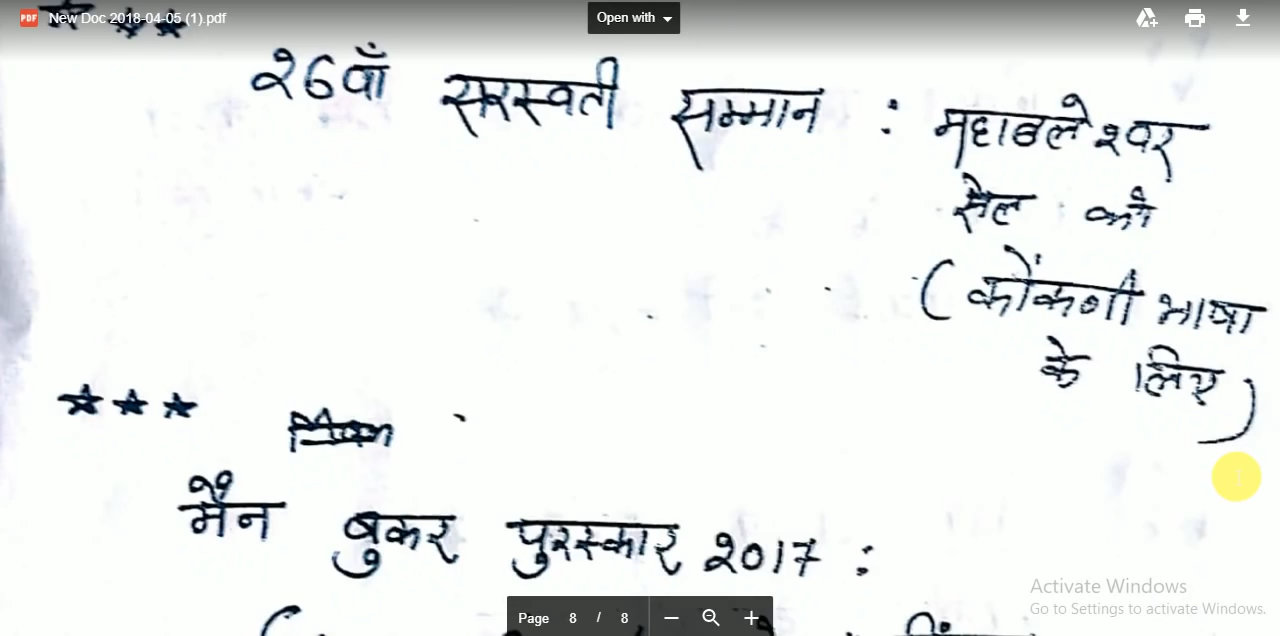 New Doc 2018-04-05 (1).pdf
Open with
26वाँ सरस्वती सम्मान : महाबलेश्वर
सैल को
(कोंकणी भाषा
के लिए)
मैन बुकर पुरस्कार 2017 :
Activate Windows
Go to Settings to activate Windows.
Page 8 / 8